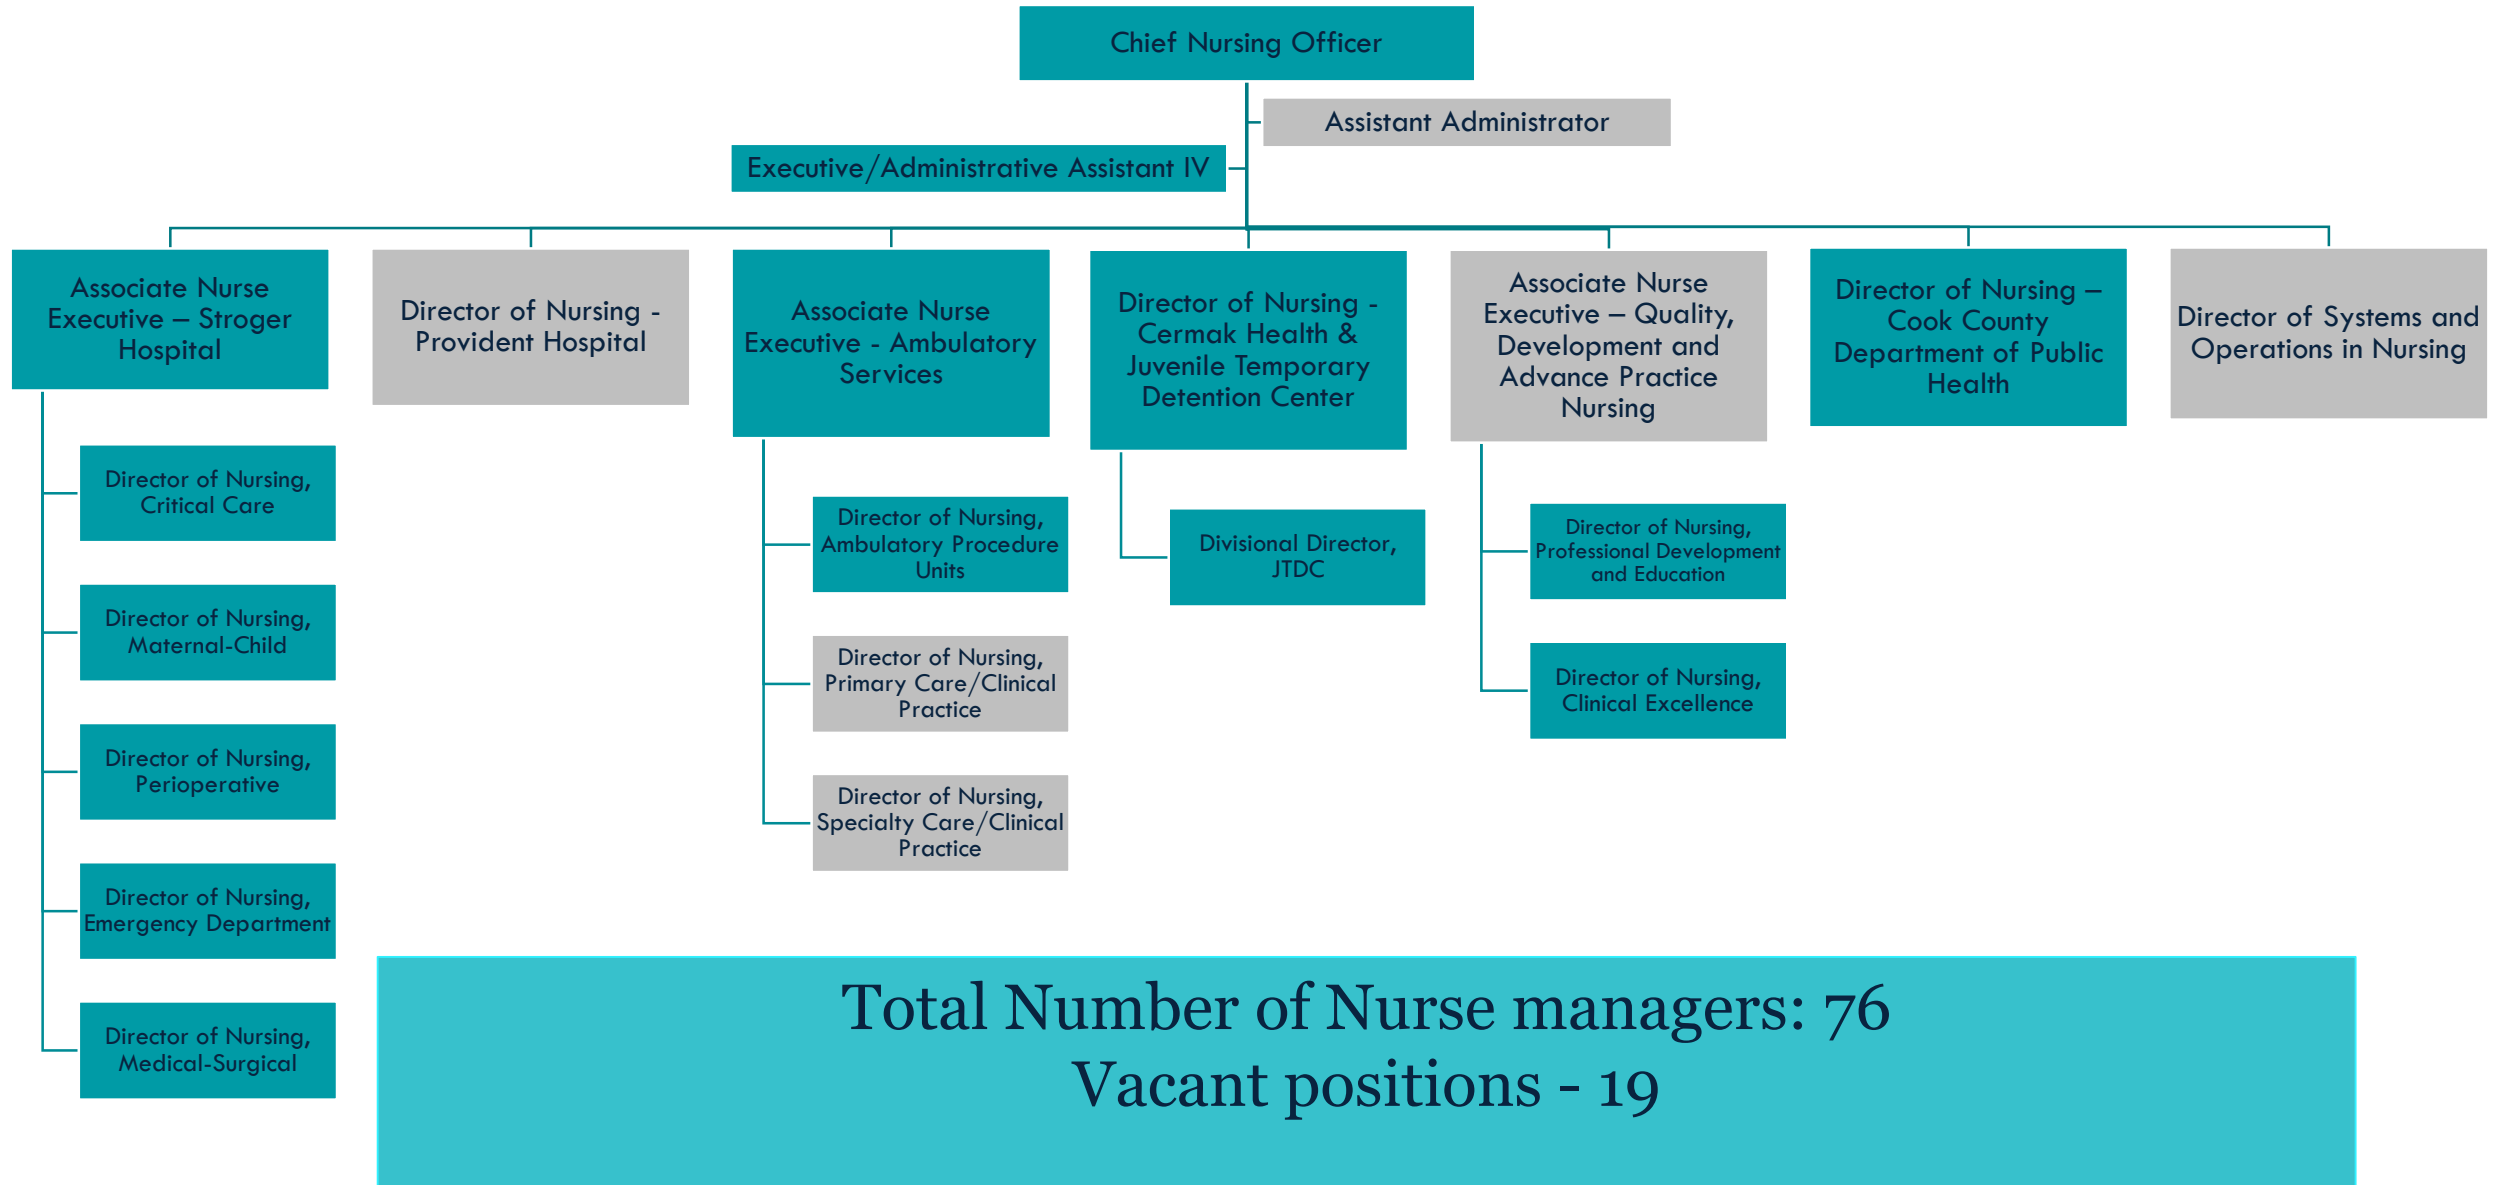 Chief Nursing Officer
Assistant Administrator
Executive/Administrative Assistant IV
Associate Nurse
Executive – Stroger
Hospital
Director of Nursing -
Provident Hospital
Associate Nurse
Executive - Ambulatory
Services
Director of Nursing -
Cermak Health &
Juvenile Temporary
Detention Center
Associate Nurse
Executive – Quality,
Development and
Advance Practice
Nursing
Director of Nursing –
Cook County
Department of Public
Health
Director of Systems and
Operations in Nursing
Director of Nursing,
Critical Care
Director of Nursing,
Maternal-Child
Director of Nursing,
Perioperative
Director of Nursing,
Emergency Department
Director of Nursing,
Medical-Surgical
Director of Nursing,
Ambulatory Procedure
Units
Director of Nursing,
Primary Care/Clinical
Practice
Director of Nursing,
Specialty Care/Clinical
Practice
Divisional Director,
JTDC
Director of Nursing,
Professional Development
and Education
Director of Nursing,
Clinical Excellence
Total Number of Nurse managers: 76
Vacant positions - 19